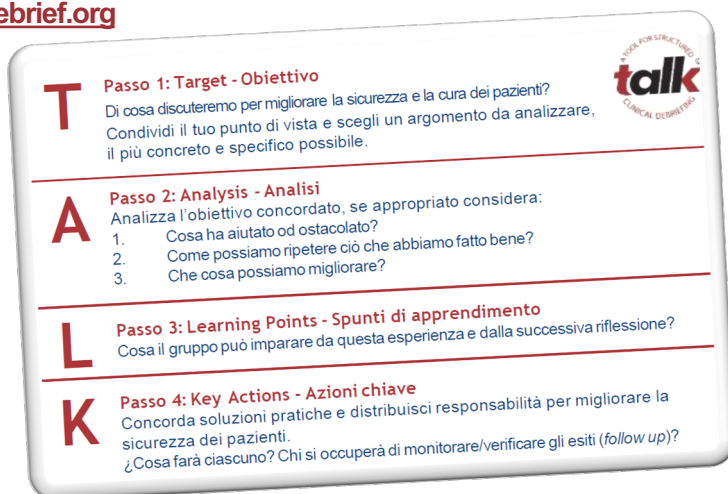 ebrief.org
A TOOL FOR STRUCTURED
talk
CLINICAL DEBRIEFING
T
Passo 1: Target - Obiettivo
Di cosa discuteremo per migliorare la sicurezza e la cura dei pazienti?
Condividi il tuo punto di vista e scegli un argomento da analizzare,
il più concreto e specifico possibile.
A
Passo 2: Analysis - Analisi
Analizza l'obiettivo concordato, se appropriato considera:
1. Cosa ha aiutato od ostacolato?
2. Come possiamo ripetere ciò che abbiamo fatto bene?
3. Che cosa possiamo migliorare?
L
Passo 3: Learning Points - Spunti di apprendimento
Cosa il gruppo può imparare da questa esperienza e dalla successiva riflessione?
K
Passo 4: Key Actions - Azioni chiave
Concorda soluzioni pratiche e distribuisci responsabilità per migliorare la
sicurezza dei pazienti.
¿Cosa farà ciascuno? Chi si occuperà di monitorare/verificare gli esiti (follow up)?